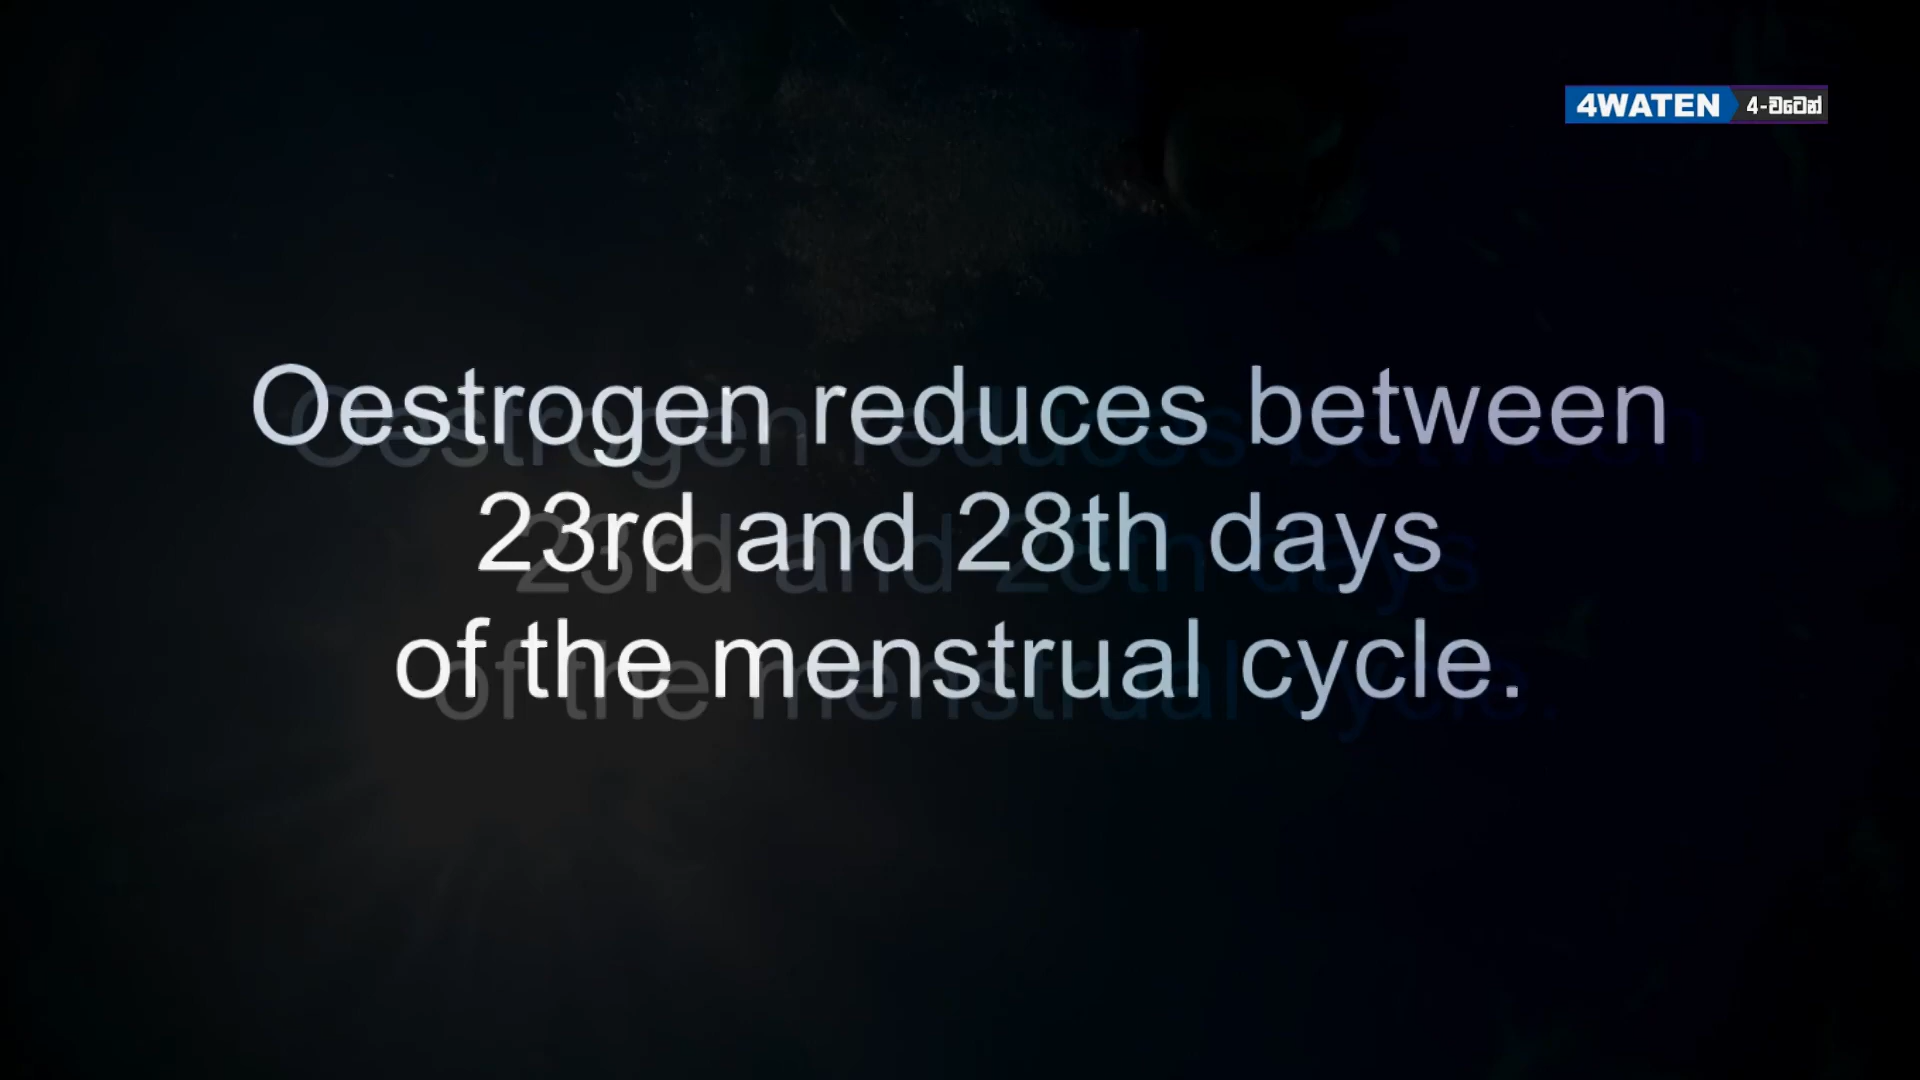 4WATEN 4-වටෙන්
Oestrogen reduces between
23rd and 28th days
of the menstrual cycle.